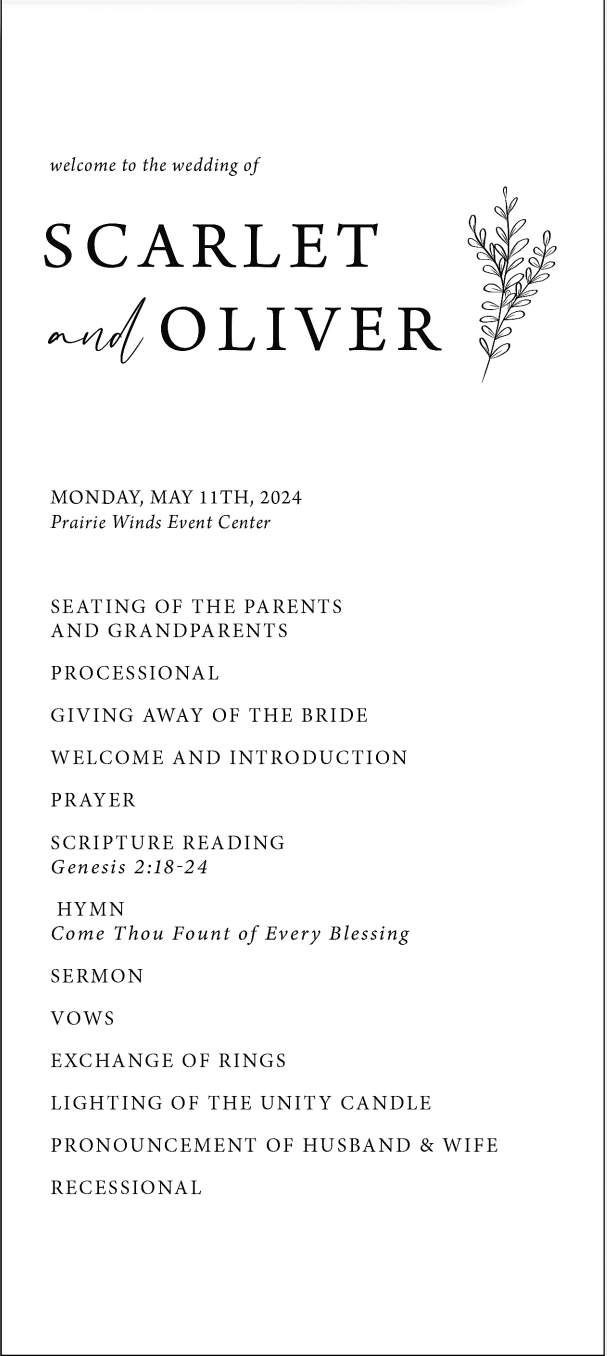 welcome to the wedding of
SCARLET
and OLIVER
MONDAY, MAY 11TH, 2024
Prairie Winds Event Center
SEATING OF THE PARENTS
AND GRANDPARENTS
PROCESSIONAL
GIVING AWAY OF THE BRIDE
WELCOME AND INTRODUCTION
PRAYER
SCRIPTURE READING
Genesis 2:18-24
HYMN
Come Thou Fount of Every Blessing
SERMON
VOWS
EXCHANGE OF RINGS
LIGHTING OF THE UNITY CANDLE
PRONOUNCEMENT OF HUSBAND & WIFE
RECESSIONAL